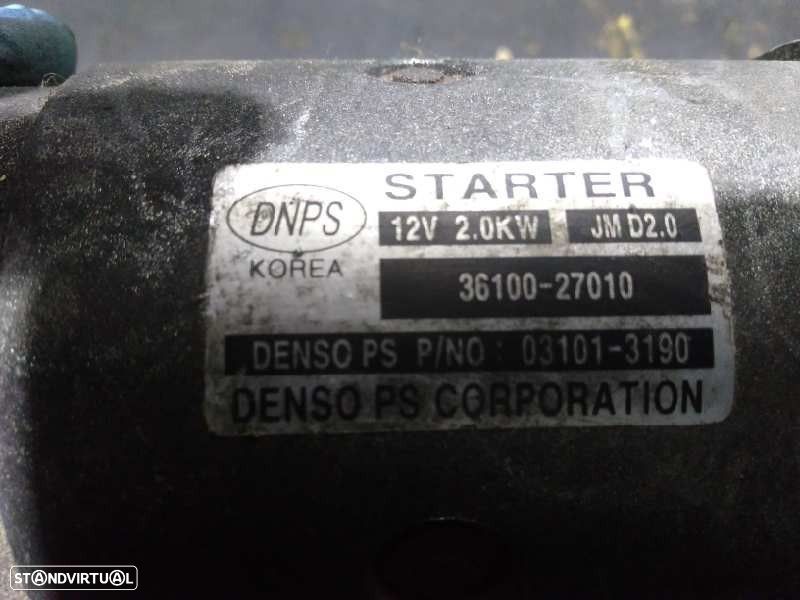 STARTER
DNPS
12V 2.0KW JM D2.0
KOREA
36100-27010
DENSO PS P/NO : 03101-3190
DENSO PS CORPORATION
STANDVIRTUAL